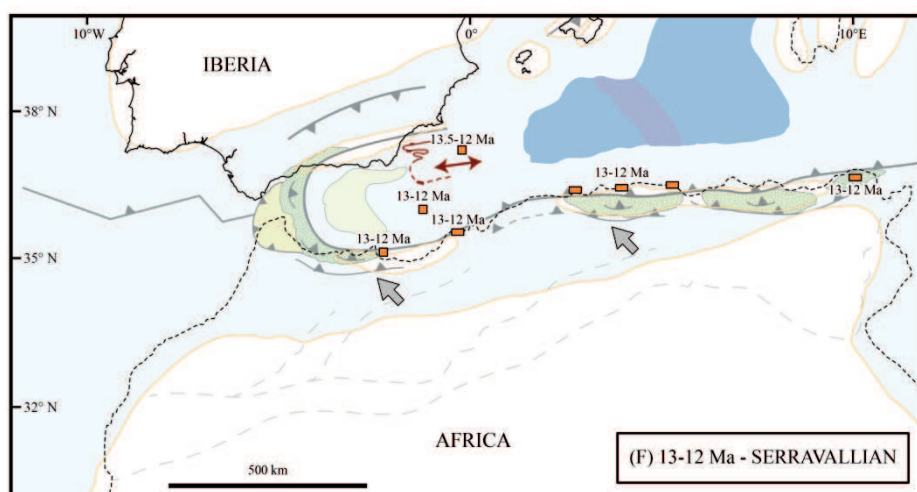 10°W
0°
10°E
IBERIA
38° N
13.5-12 Ma
13-12 Ma
13-12 Ma
13-12 Ma
13-12 Ma
13-12 Ma
35°N
32°N
AFRICA
500 km
(F) 13-12 Ma - SERRAVALLIAN